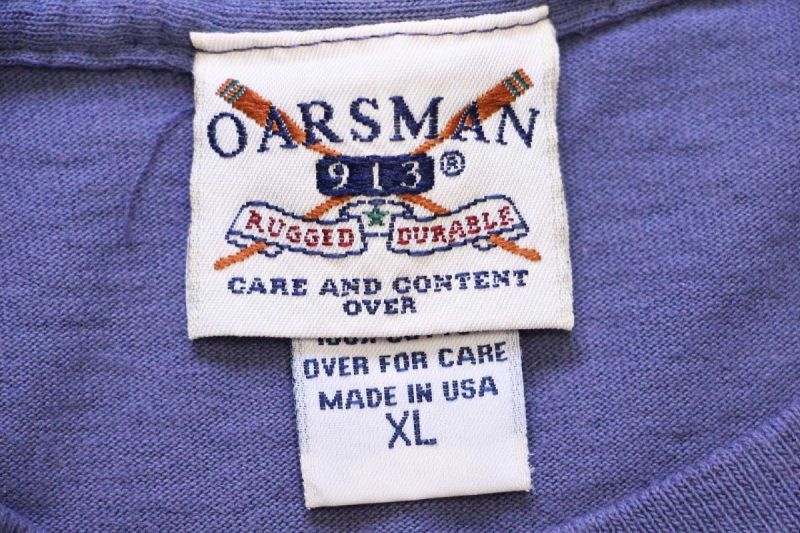 OARSMAN
913®
RUGGED DURABLE
CARE AND CONTENT
OVER
OVER FOR CARE
MADE IN USA
XL